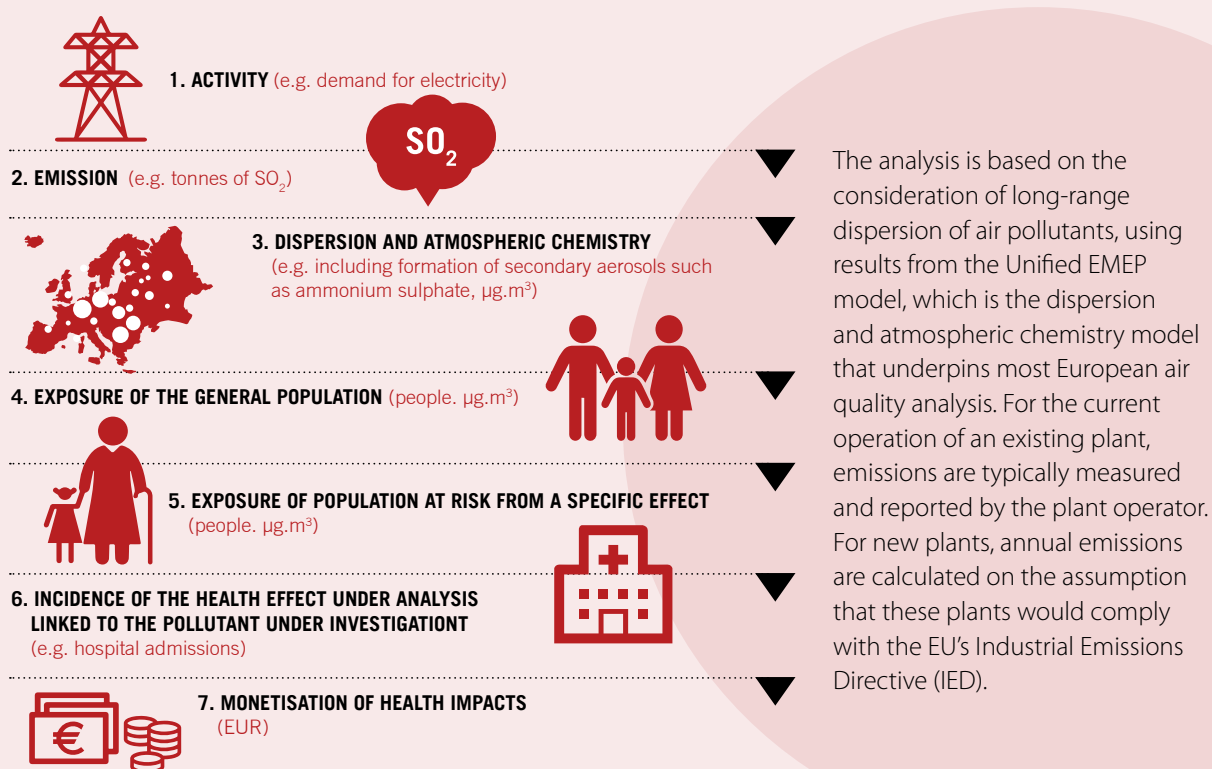 1. ACTIVITY (e.g. demand for electricity)
SO₂
2. EMISSION (e.g. tonnes of SO₂)
3. DISPERSION AND ATMOSPHERIC CHEMISTRY
(e.g. including formation of secondary aerosols such
as ammonium sulphate, µg.m³)
4. EXPOSURE OF THE GENERAL POPULATION (people. µg.m³)
5. EXPOSURE OF POPULATION AT RISK FROM A SPECIFIC EFFECT
(people. µg.m³)
6. INCIDENCE OF THE HEALTH EFFECT UNDER ANALYSIS
LINKED TO THE POLLUTANT UNDER INVESTIGATIONT
(e.g. hospital admissions)
7. MONETISATION OF HEALTH IMPACTS
(EUR)
€
The analysis is based on the
consideration of long-range
dispersion of air pollutants, using
results from the Unified EMEP
model, which is the dispersion
and atmospheric chemistry model
that underpins most European air
quality analysis. For the current
operation of an existing plant,
emissions are typically measured
and reported by the plant operator.
For new plants, annual emissions
are calculated on the assumption
that these plants would comply
with the EU's Industrial Emissions
Directive (IED).